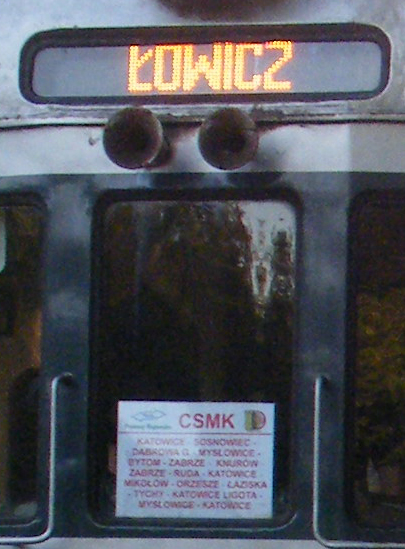 ŁOWICZ
CSMK
KATOWICE - SOSNOWIEC -
- DĄBROWA G. - MYSŁOWICE -
BYTOM - ZABRZE - KNURÓW
ZABRZE - RUDA - KATOWICE
MIKOŁÓW - ORZESZE - ŁAZISKA
- TYCHY - KATOWICE LIGOTA -
MYSŁOWICE - KATOWICE